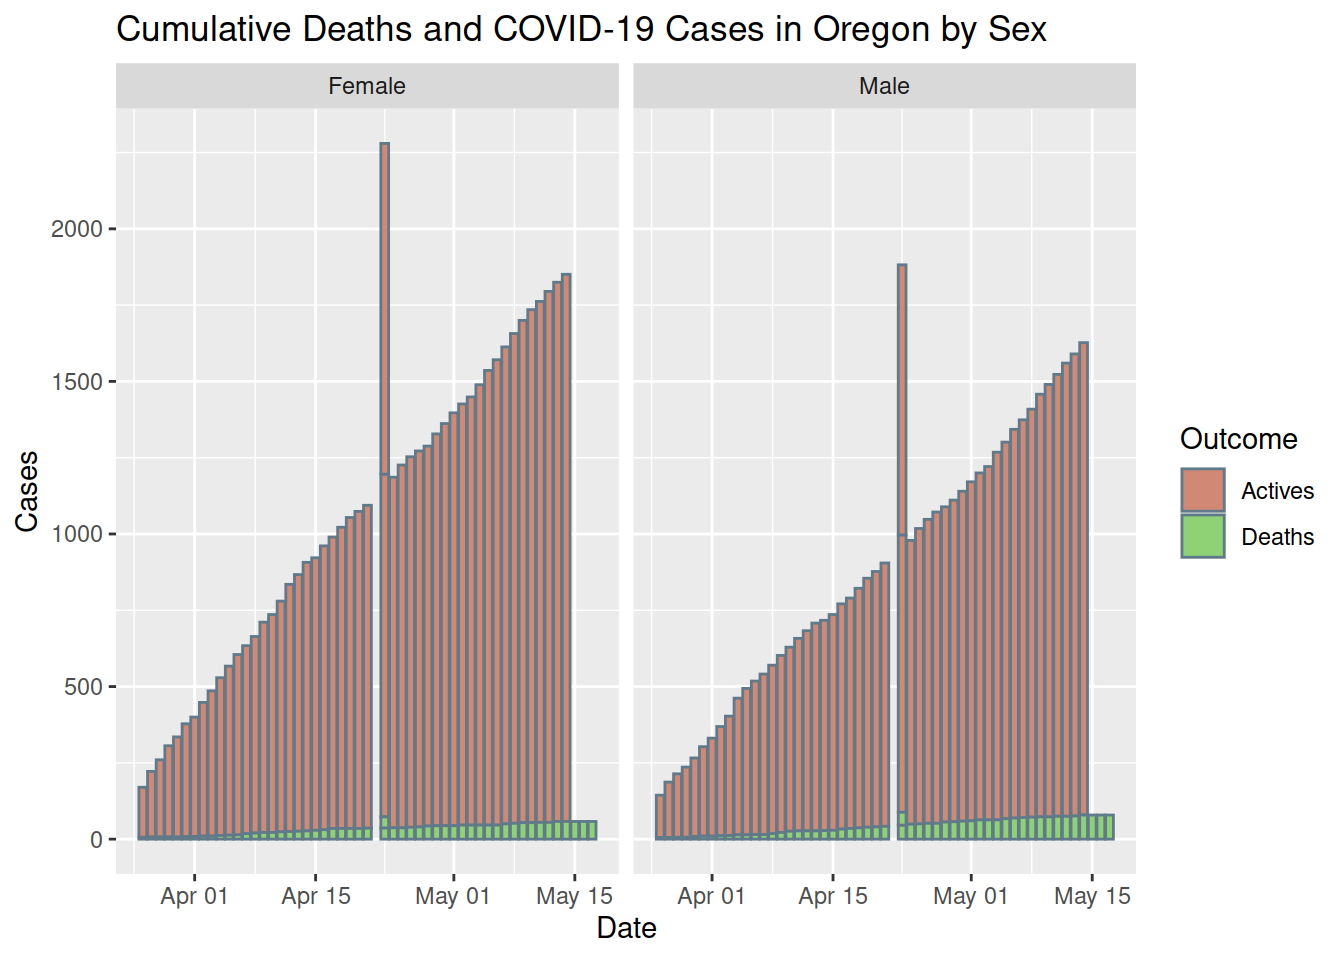 Cumulative Deaths and COVID-19 Cases in Oregon by Sex
Female
Male
Cases
2000
1500
1000
500
0
Apr 01
Apr 15
May 01
May 15
Apr 01
Apr 15
May 01
May 15
Date
Outcome
Actives
Deaths